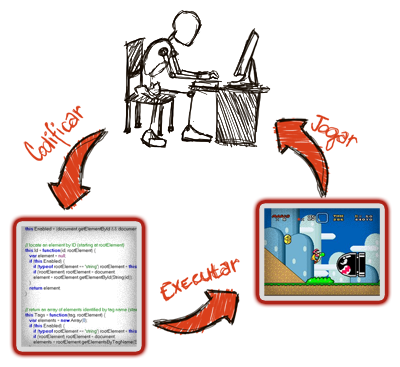 Codificar
Jogar
Executar
this.Enabled = (document.getElementById && documen
// locate an element by ID (starting at rootElement)
this.Id = function(id, rootElement) {
var element = null;
if (this.Enabled) {
if (typeof rootElement == 'string') rootElement = this
if (!rootElement) rootElement = document
element = rootElement.getElementById(String(id));
return element
}
// return an array of elements identified by tag name
this.Tags = function(tag, rootElement) {
var elements = new Array(0)
if (this.Enabled) {
if (typeof rootElement == 'string') rootElement = this
if (!rootElement) rootElement = document
elements = rootElement.getElementsByTagName(
MARIO